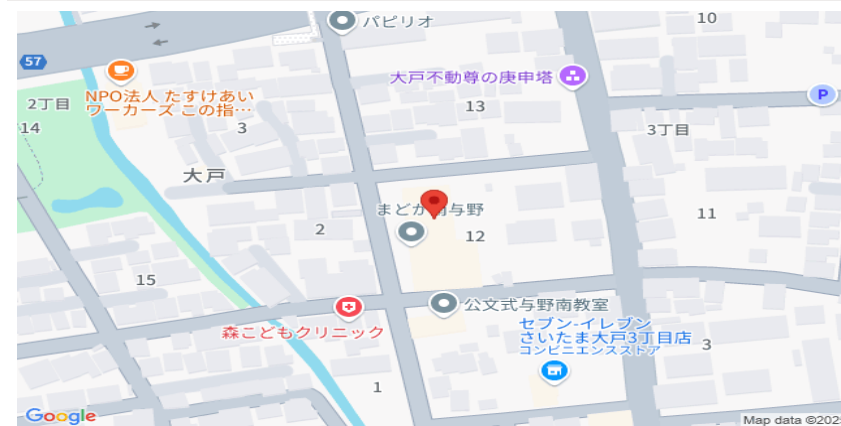 パピリオ
10
57
大戸不動尊の庚申塔
P
2丁目
NPO法人 たすけあい
ワーカーズ この指…
13
14
3
3丁目
大戸
まどか
与野
11
2
12
15
公文式与野南教室
森こどもクリニック
セブン-イレブン
さいたま大戸3丁目店
コンビニエンスストア
3
1
Google
Map data ©202